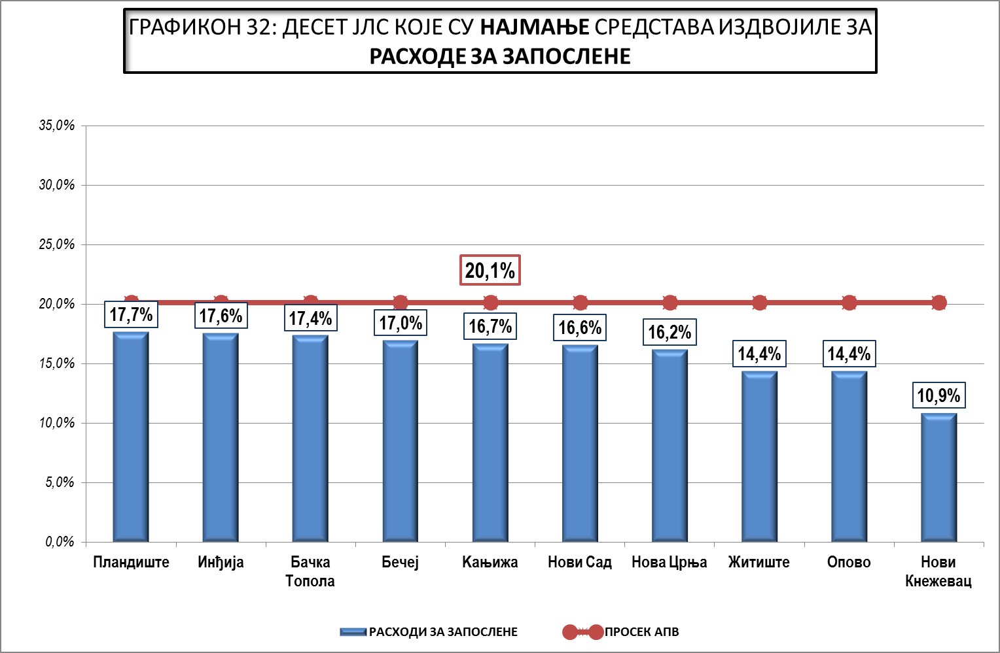 ГРАФИКОН 32: ДЕСЕТ ЈЛС КОЈЕ СУ НАЈМАЊЕ СРЕДСТАВА ИЗДВОЈИЛЕ ЗА
РАСХОДЕ ЗА ЗАПОСЛЕНЕ
35,0%
30,0%
25,0%
20,0%
15,0%
10,0%
5,0%
0,0%
20,1%
17,7%
17,6%
17,4%
17,0%
16,7%
16,6%
16,2%
14,4%
14,4%
10,9%
Пландиште
Инђија
Бачка
Топола
Бечеј
Кањижа
Нови Сад
Нова Црња
Житиште
Опово
Нови
Кнежевац
РАСХОДИ ЗА ЗАПОСЛЕНЕ
ПРОСЕК АПВ